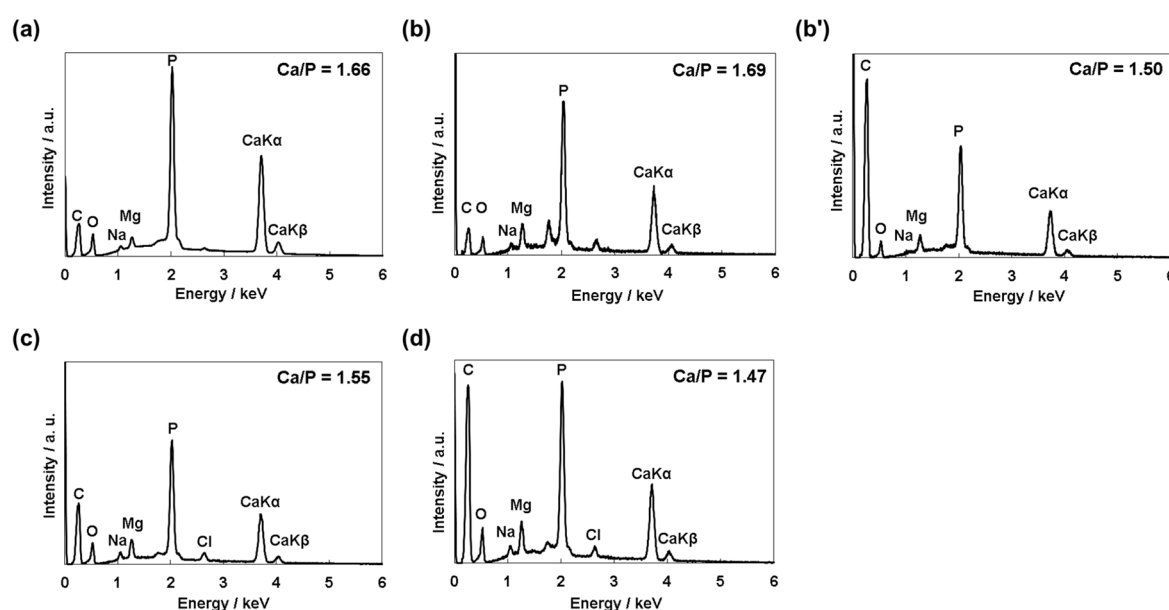 (a)
Ca/P = 1.66
P
CaKα
C
O
Na
Mg
CaKβ
Intensity / a.u.
0 1 2 3 4 5 6
Energy / keV
(b)
Ca/P = 1.69
P
CaKα
C
O
Na
Mg
CaKβ
Intensity / a.u.
0 1 2 3 4 5 6
Energy / keV
(b')
Ca/P = 1.50
C
P
CaKα
O
Na
Mg
CaKβ
Intensity / a.u.
0 1 2 3 4 5 6
Energy / keV
(c)
Ca/P = 1.55
P
C
CaKα
O
Na
Mg
Cl
CaKβ
Intensity / a. u.
0 1 2 3 4 5 6
Energy / keV
(d)
Ca/P = 1.47
C
P
CaKα
O
Na
Mg
Cl
CaKβ
Intensity / a.u.
0 1 2 3 4 5 6
Energy / keV